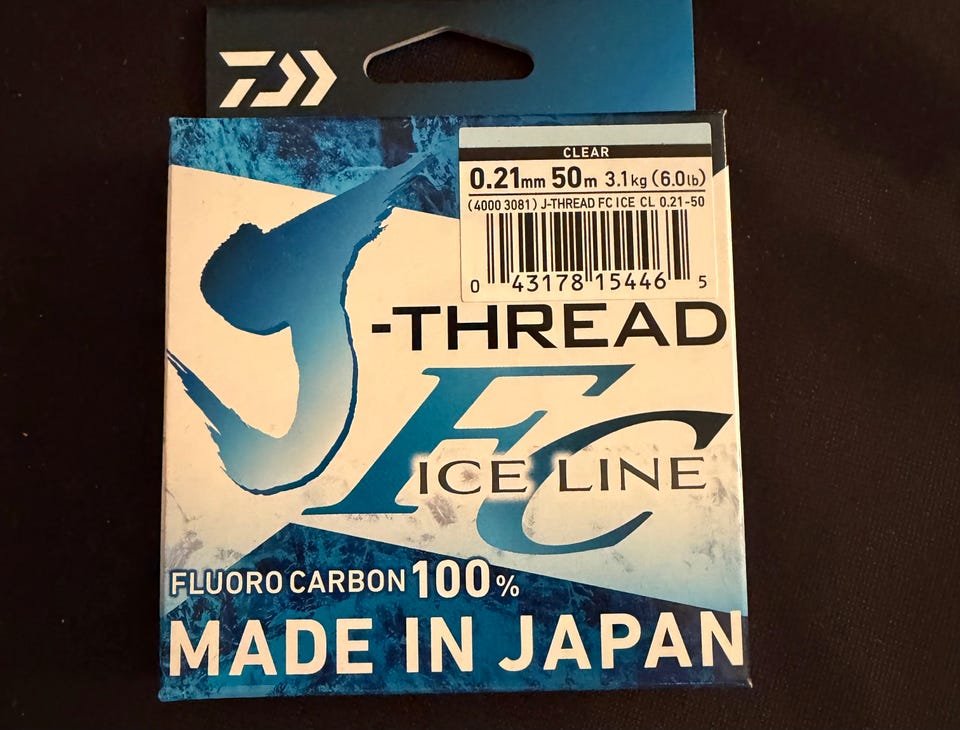 CLEAR
0.21mm 50m 3.1kg (6.0lb)
(4000 3081) J-THREAD FC ICE CL 0.21-50
0 43178 15446 5
J-THREAD
FC
ICE LINE
FLUORO CARBON 100%
MADE IN JAPAN